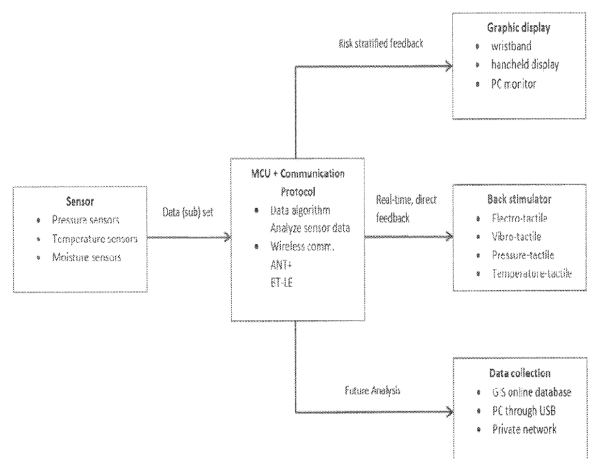 Sensor
Pressure sensors
Temperature sensors
Moisture sensors
Data (sub) set
MCU + Communication
Protocol
Data algorithm
Analyze sensor data
Wireless comm.
ANT+
BT-LE
Risk stratified feedback
Graphic display
wristband
handheld display
PC monitor
Real-time, direct
feedback
Back stimulator
Electro-tactile
Vibro-tactile
Pressure-tactile
Temperature-tactile
Future Analysis
Data collection
GIS online database
PC through USB
Private network